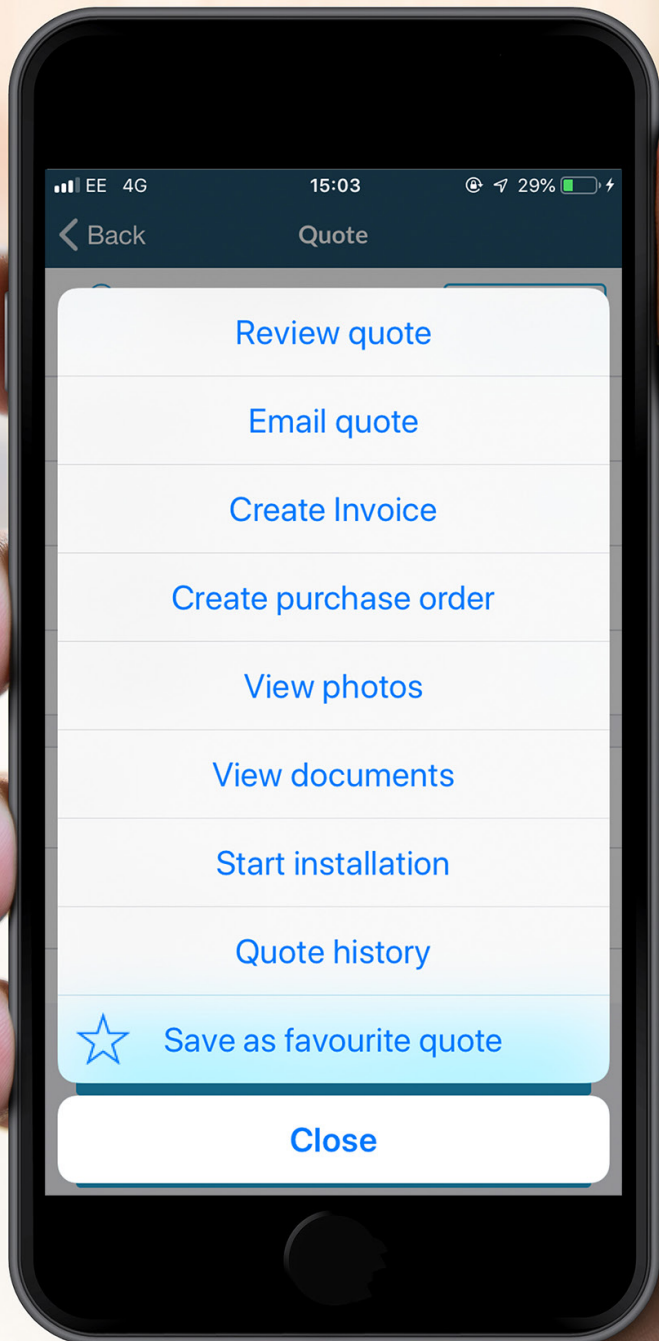 EE 4G 15:03 29%
Back Quote
Review quote
Email quote
Create Invoice
Create purchase order
View photos
View documents
Start installation
Quote history
Save as favourite quote
Close